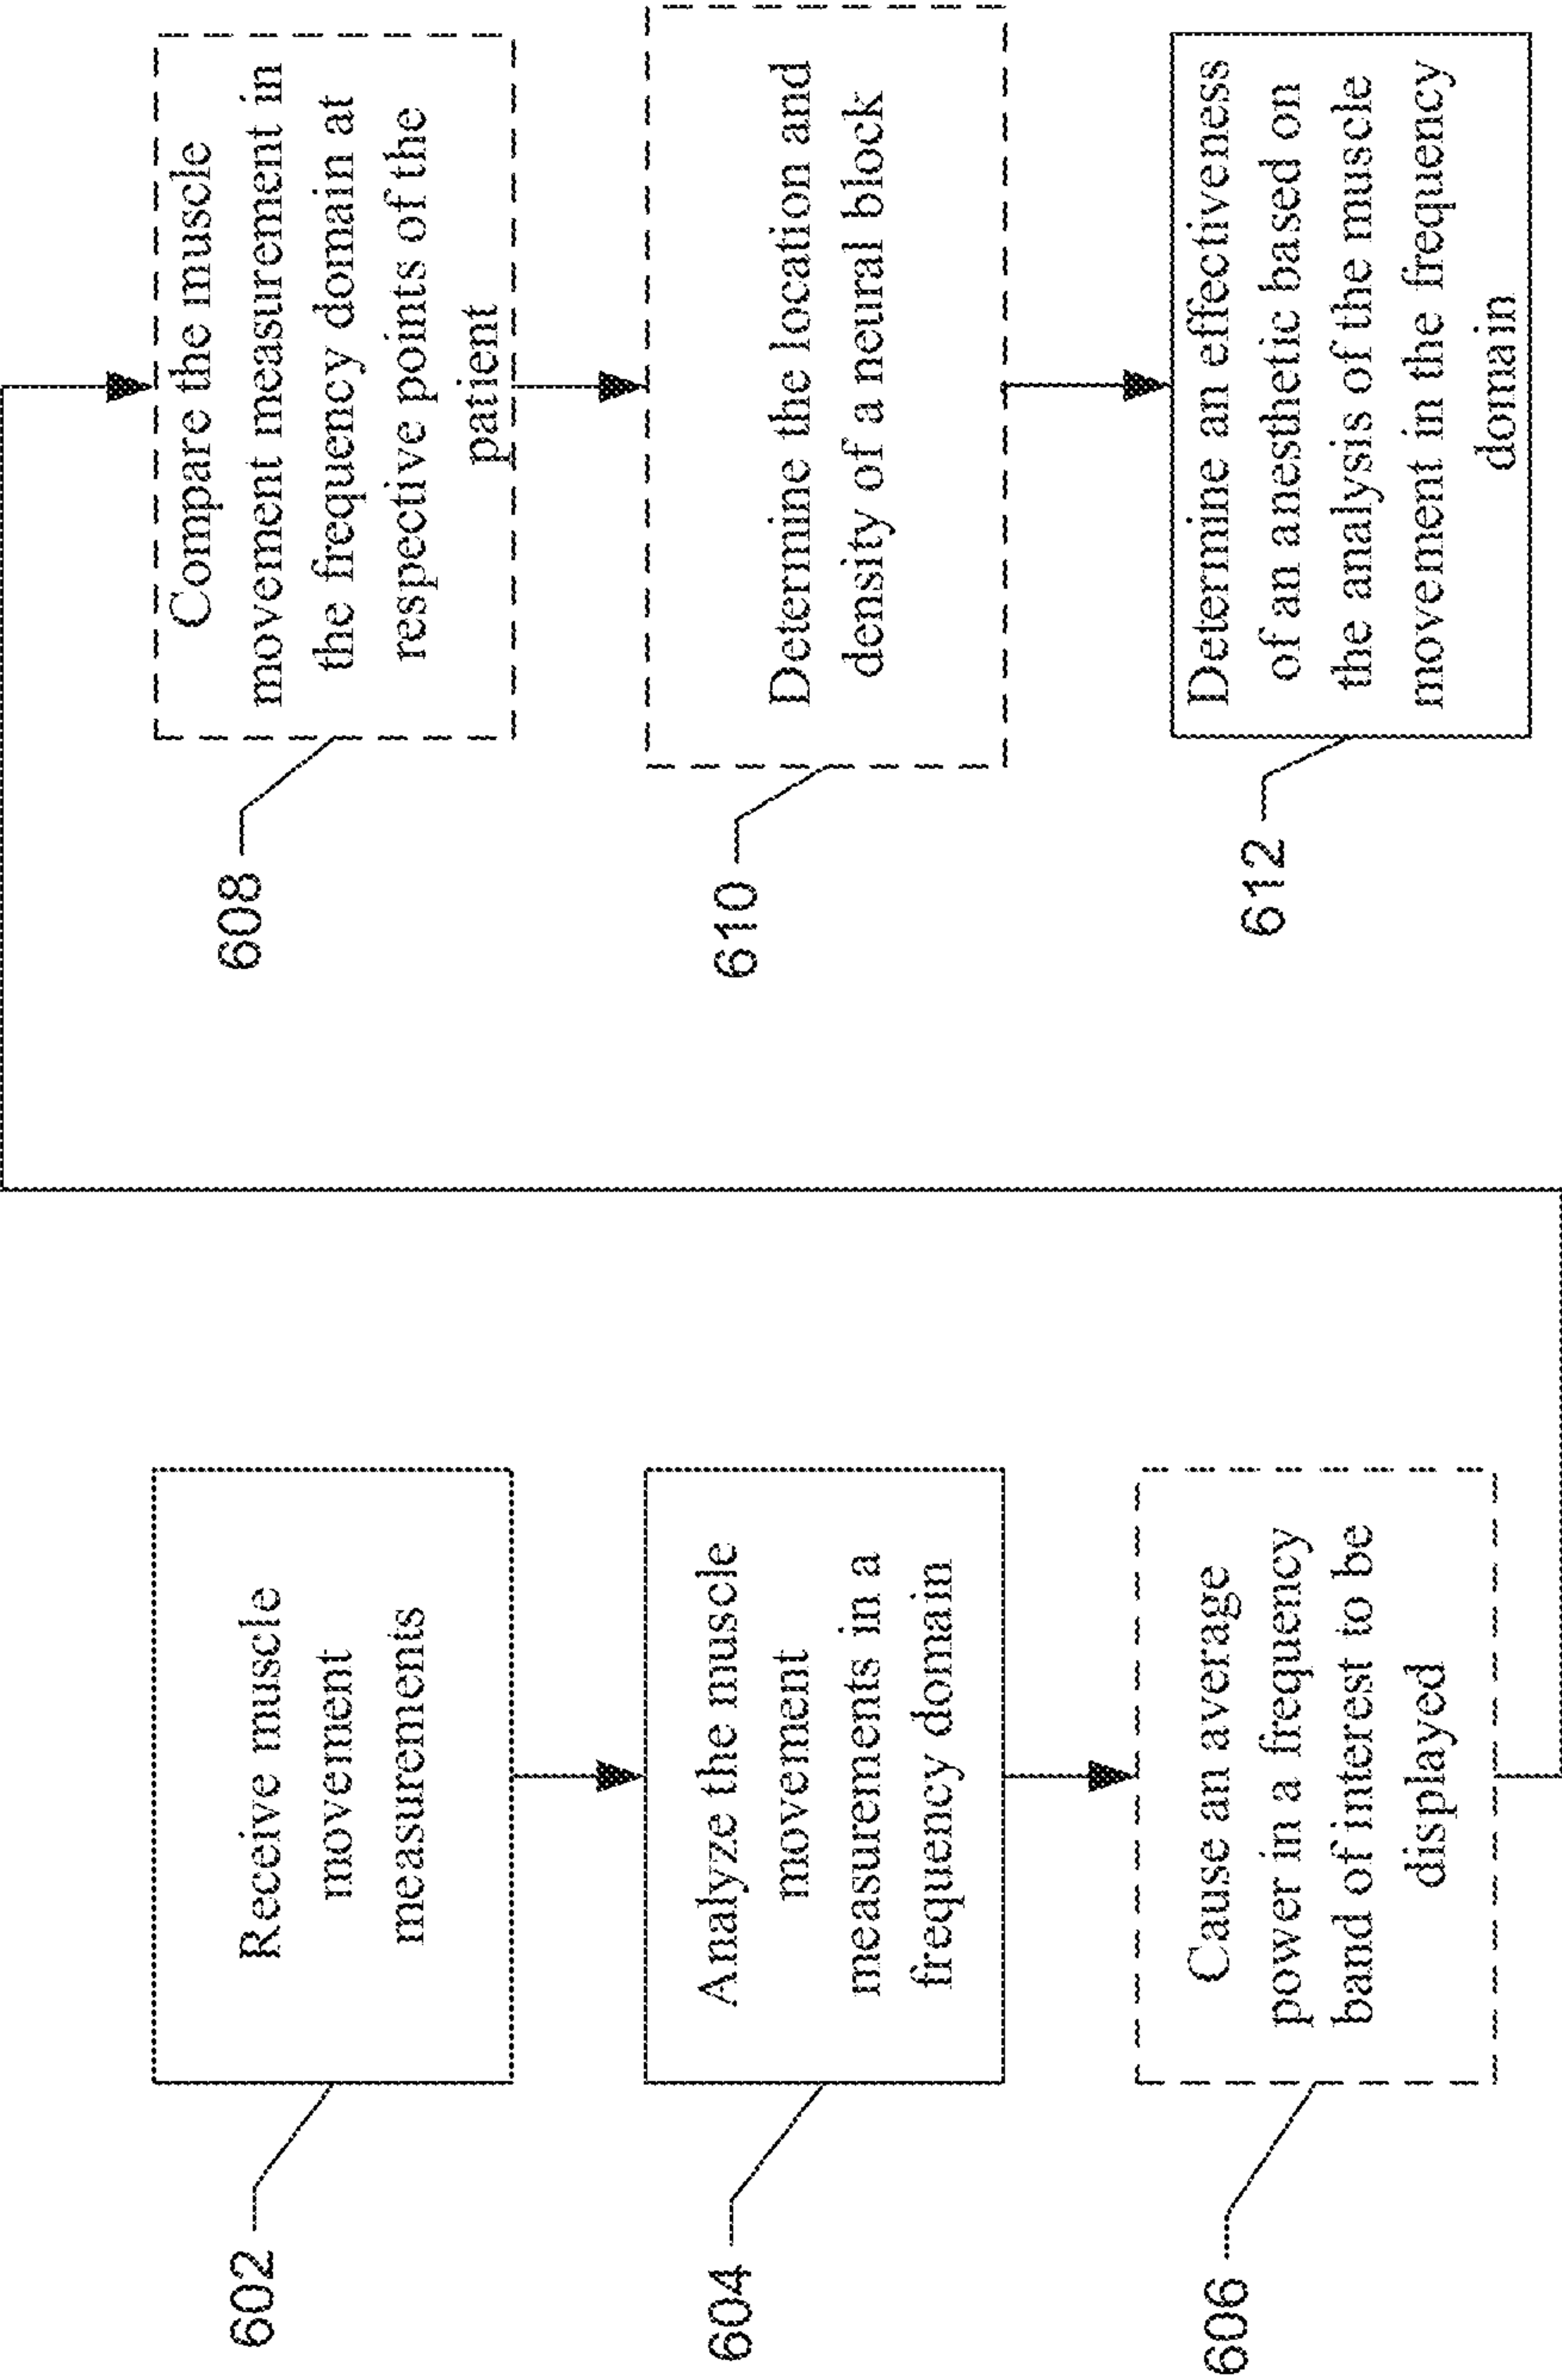 602
Receive muscle
movement
measurements
604
Analyze the muscle
movement
measurements in a
frequency domain
606
Cause an average
power in a frequency
band of interest to be
displayed
608
Compare the muscle
movement measurement in
the frequency domain at
respective points of the
patient
610
Determine the location and
density of a neural block
612
Determine an effectiveness
of an anesthetic based on
the analysis of the muscle
movement in the frequency
domain